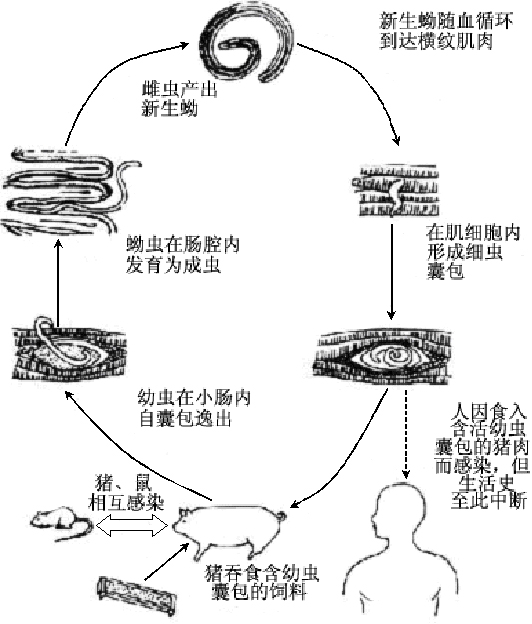 新生蚴随血循环
到达横纹肌肉
雌虫产出
新生蚴
在肌细胞内
形成细虫
囊包
蚴虫在肠腔内
发育为成虫
幼虫在小肠内
自囊包逸出
人因食入
含活幼虫
囊包的猪肉
而感染，但
生活史
至此中断
猪、鼠
相互感染
猪吞食含幼虫
囊包的饲料